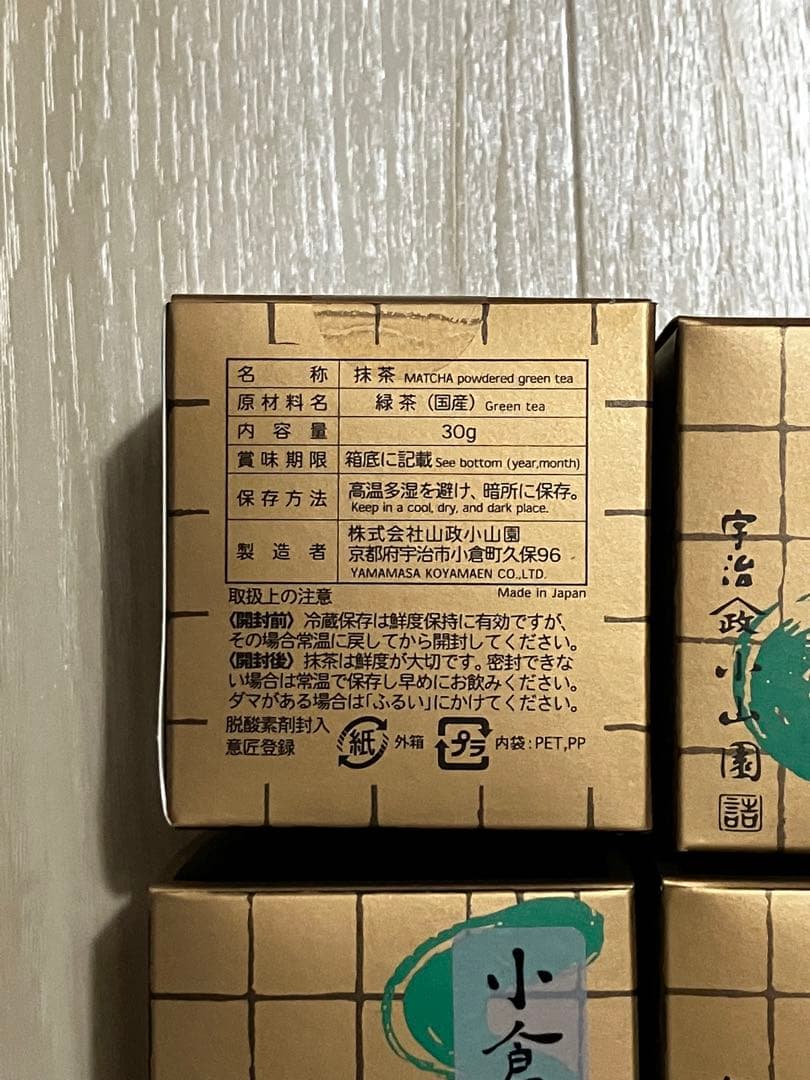 名称 抹茶 MATCHA powdered green tea
原材料名 緑茶(国産) Green tea
内容量 30g
賞味期限 箱底に記載 See bottom (year,month)
保存方法 高温多湿を避け、暗所に保存。
Keep in a cool, dry, and dark place.
製造者 株式会社山政小山園
京都府宇治市小倉町久保96
YAMAMASA KOYAMAEN CO.,LTD.
取扱上の注意 Made in Japan
〈開封前〉冷蔵保存は鮮度保持に有効ですが、
その場合常温に戻してから開封してください。
〈開封後〉抹茶は鮮度が大切です。密封できな
い場合は常温で保存し早めにお飲みください。
ダマがある場合は「ふるい」にかけてください。
脱酸素剤封入
意匠登録
紙 外箱 プラ 内袋:PET,PP
宇治政小山園詰
小倉